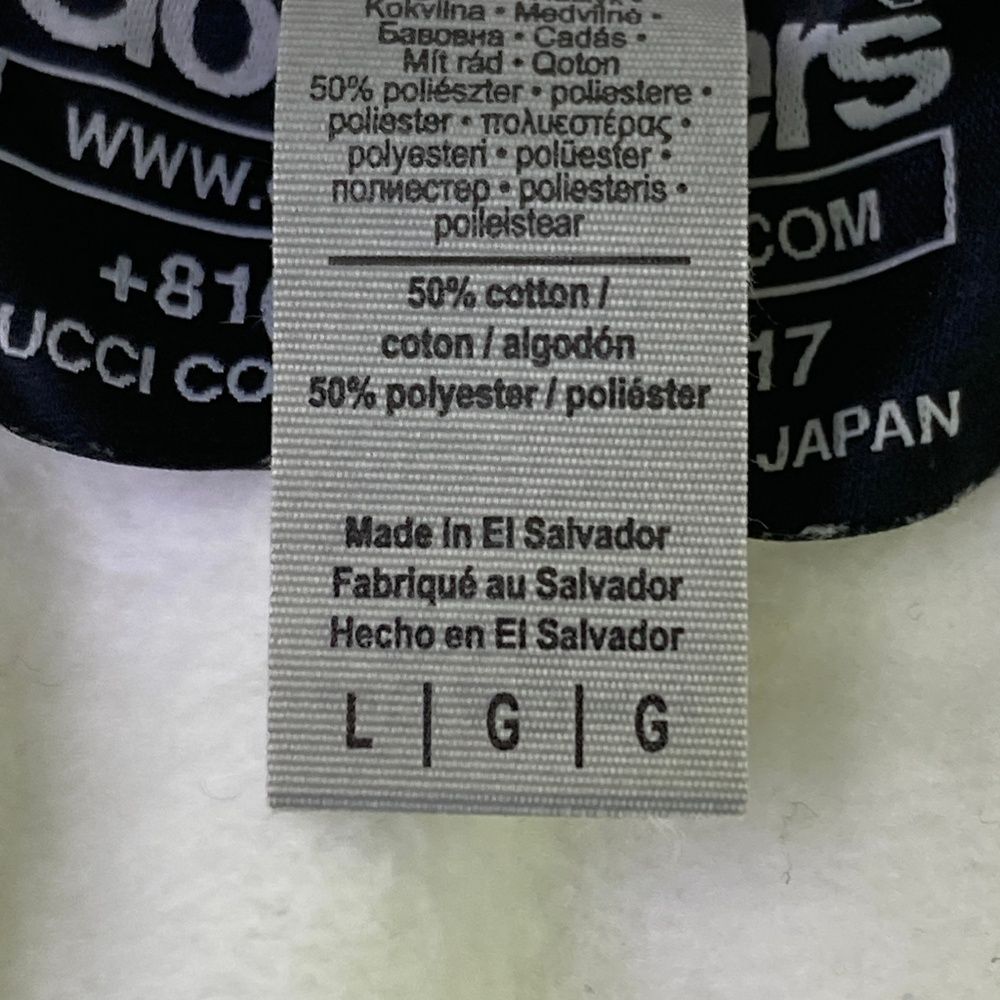 Kokvilna • Medvilnė •
Бавовна • Cadás •
Mít rád • Qoton
50% poliészter • poliestere •
poliester • πολυεστέρας •
polyesteri • polüester •
полиестер • poliesteris •
poileistear
50% cotton /
coton / algodón
50% polyester / poliéster
Made in El Salvador
Fabriqué au Salvador
Hecho en El Salvador
L | G | G
ers
WWW.
COM
+81
17
UCCI CO
JAPAN